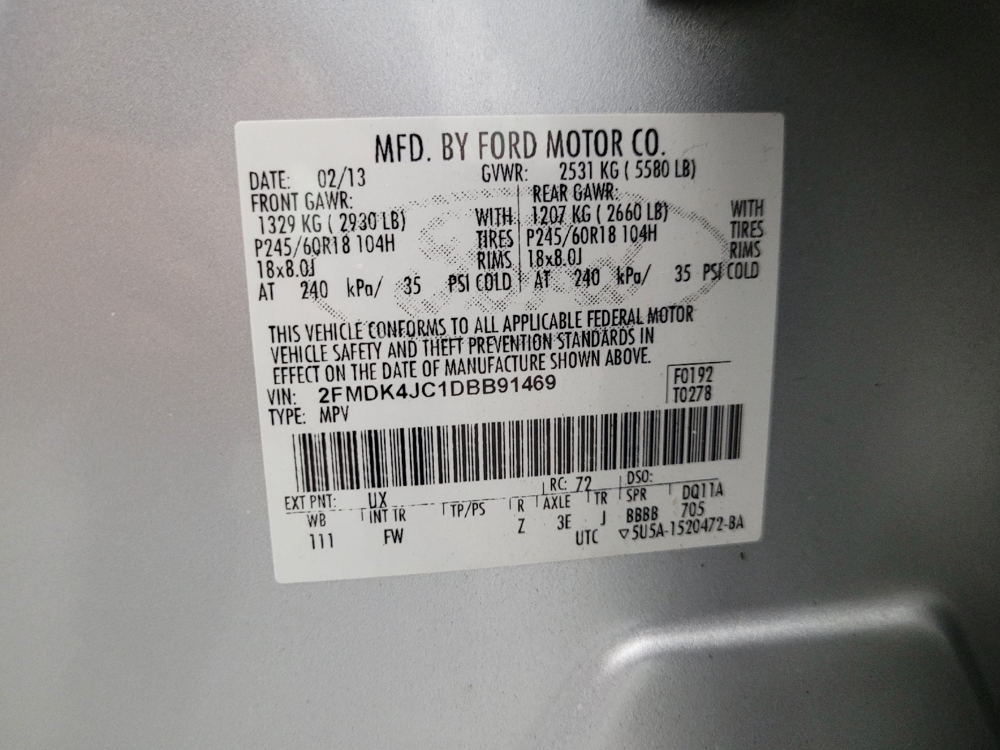 MFD. BY FORD MOTOR CO.
DATE: 02/13 GVWR: 2531 KG ( 5580 LB)
FRONT GAWR: REAR GAWR:
1329 KG ( 2930 LB) WITH 1207 KG ( 2660 LB) WITH
P245/60R18 104H TIRES P245/60R18 104H TIRES
18x8.0J RIMS 18x8.0J RIMS
AT 240 kPa/ 35 PSI COLD AT 240 kPa/ 35 PSI COLD
THIS VEHICLE CONFORMS TO ALL APPLICABLE FEDERAL MOTOR
VEHICLE SAFETY AND THEFT PREVENTION STANDARDS IN
EFFECT ON THE DATE OF MANUFACTURE SHOWN ABOVE.
VIN: 2FMDK4JC1DBB91469 F0192
TYPE: MPV T0278
EXT PNT: UX RC: 72 DSO:
WB INT TR TP/PS R AXLE TR SPR DQ11A
111 FW Z 3E J BBBB 705
UTC ▽5U5A-1520472-BA